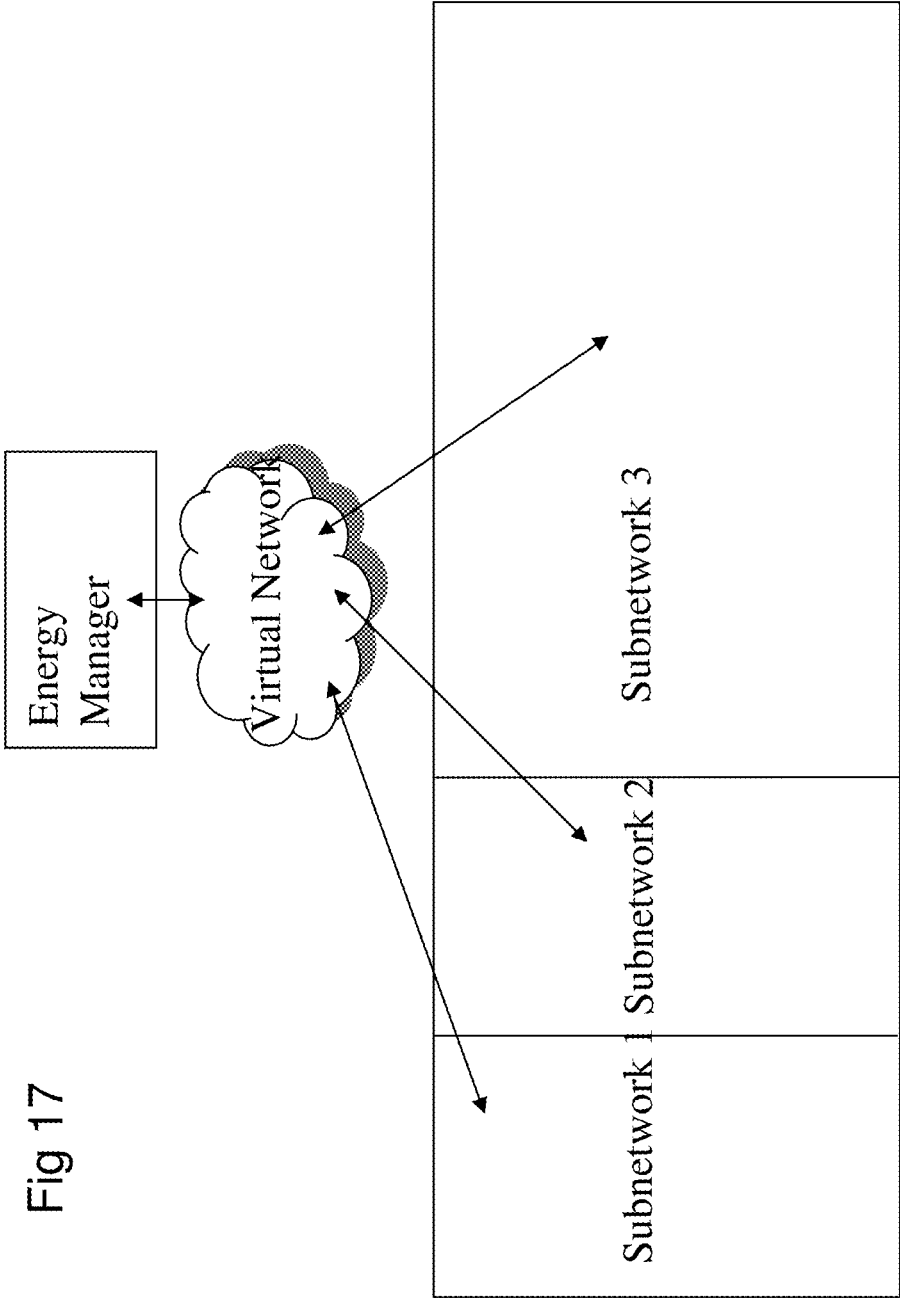 Fig 17
Energy
Manager
Virtual Network
Subnetwork 1
Subnetwork 2
Subnetwork 3